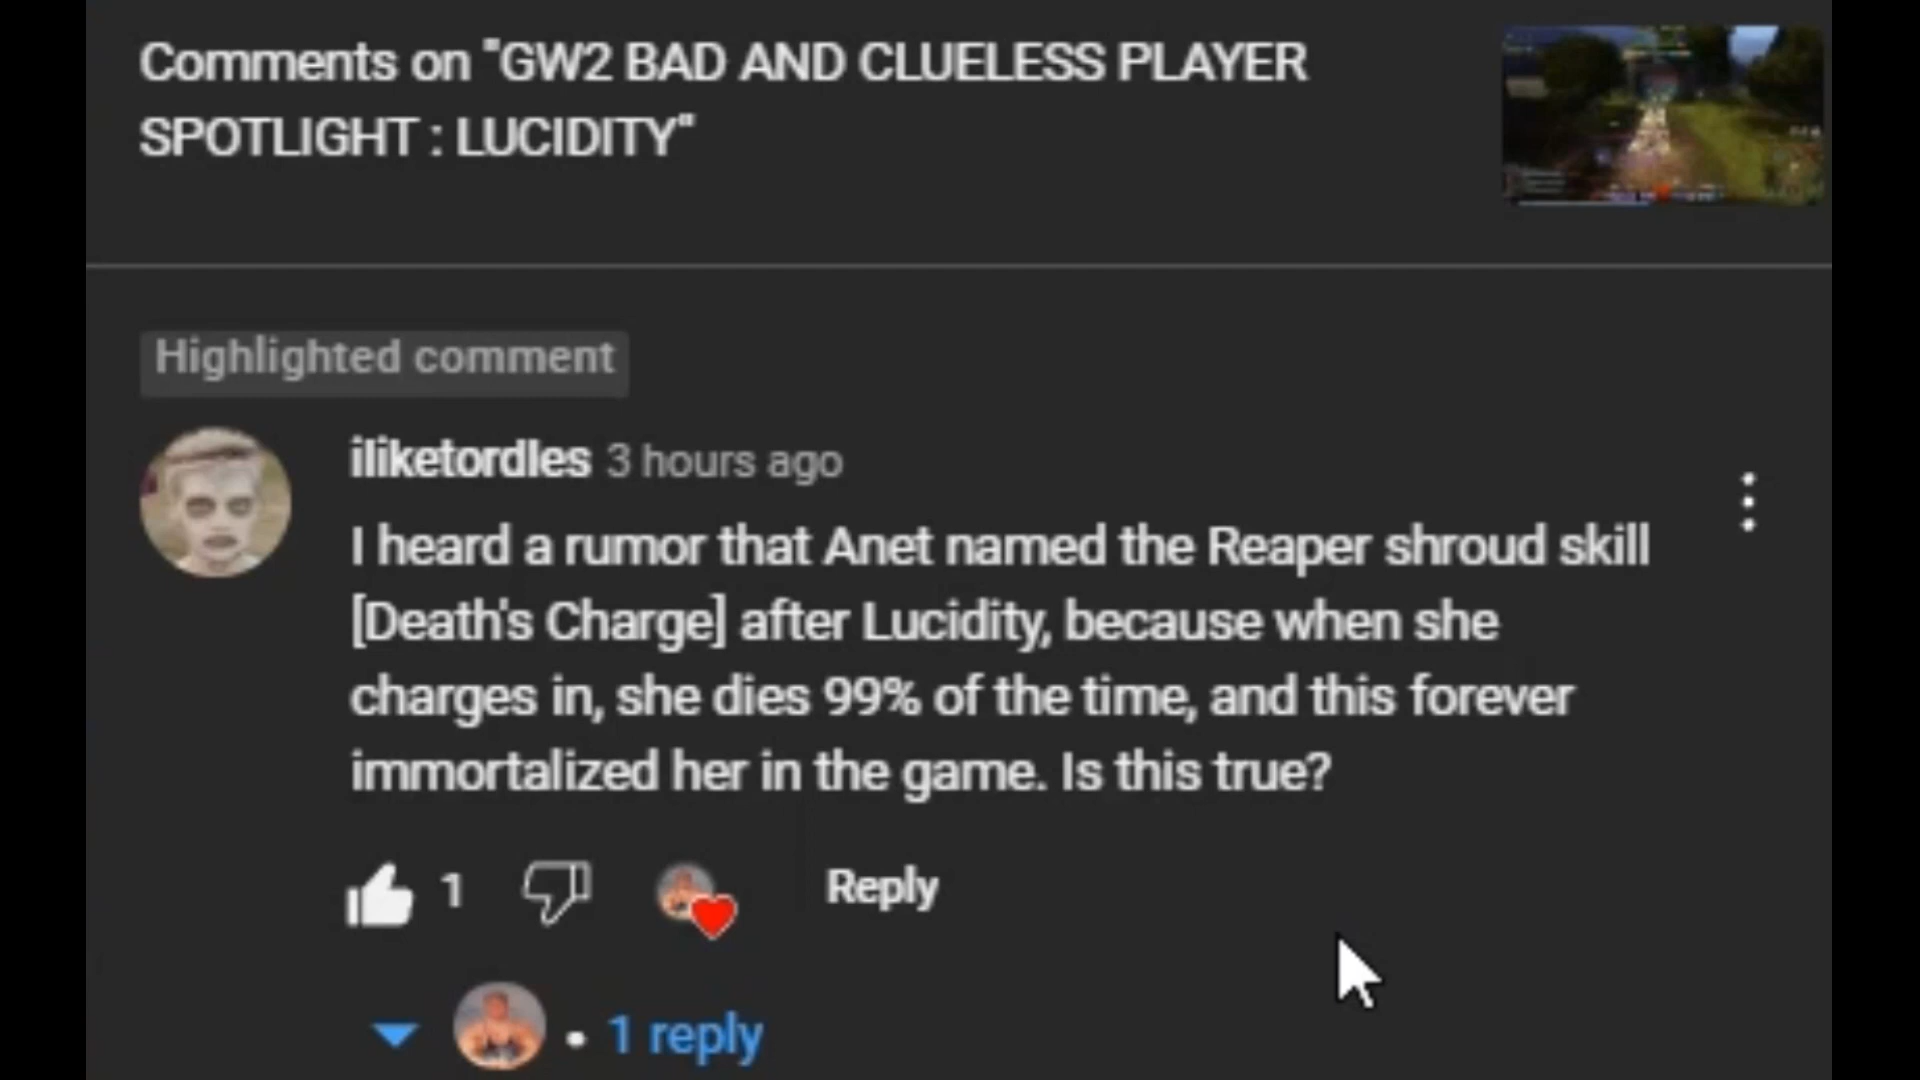 Comments on "GW2 BAD AND CLUELESS PLAYER
SPOTLIGHT : LUCIDITY"
Highlighted comment
iliketordles 3 hours ago
I heard a rumor that Anet named the Reaper shroud skill
[Death's Charge] after Lucidity, because when she
charges in, she dies 99% of the time, and this forever
immortalized her in the game. Is this true?
1 Reply
1 reply